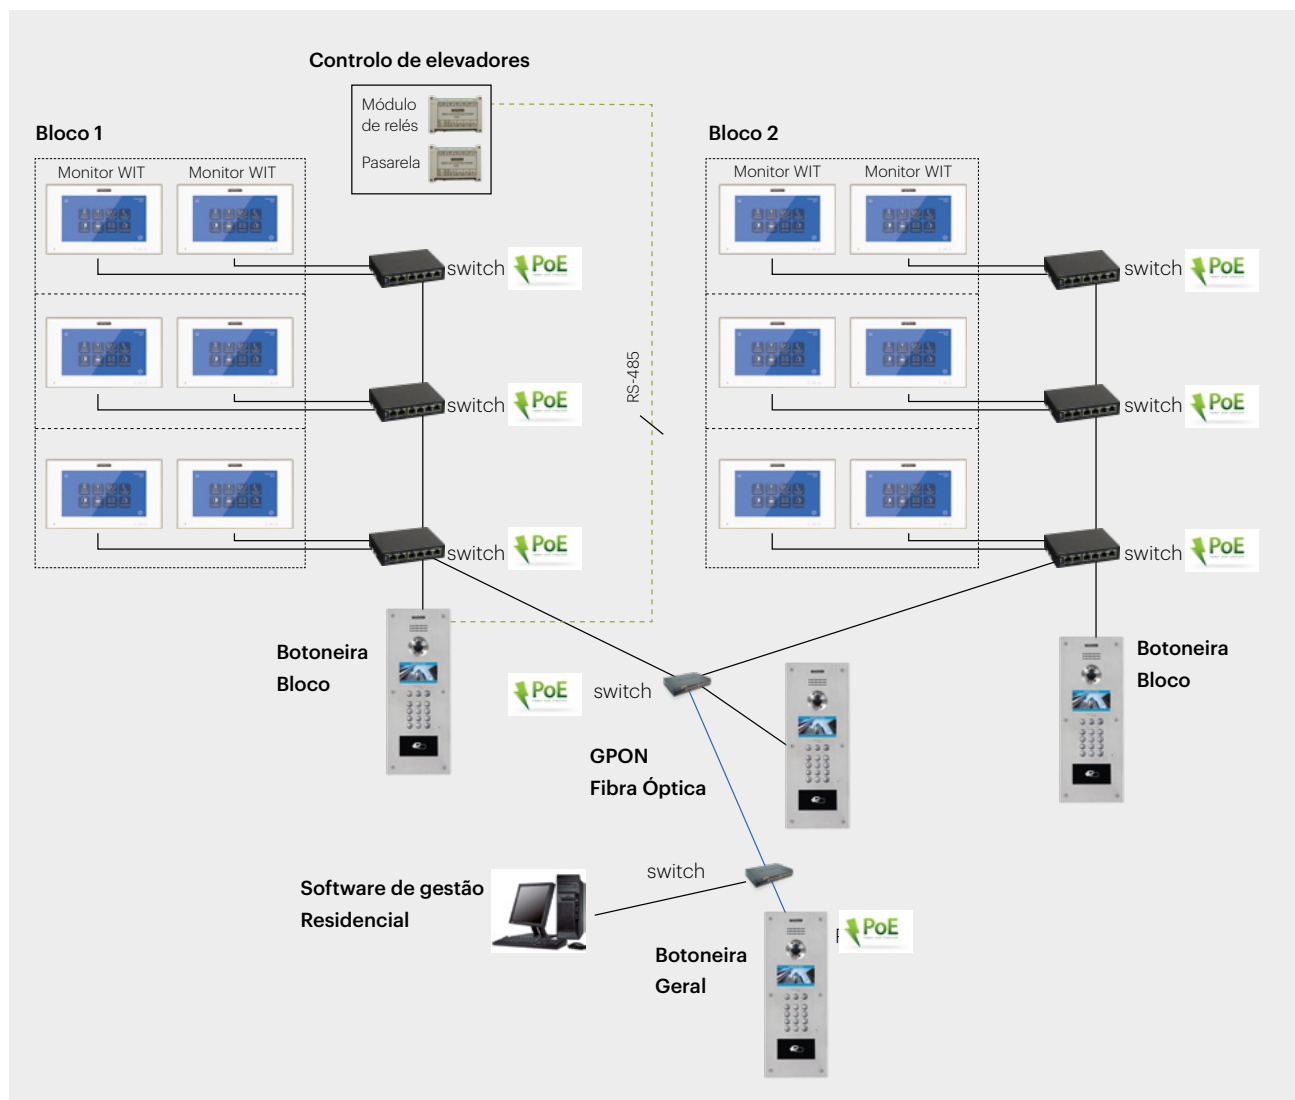 Controlo de elevadores
Módulo
de relés
Pasarela
Bloco 1
Monitor WIT
Monitor WIT
switch
PoE
switch
PoE
switch
PoE
RS-485
Bloco 2
Monitor WIT
Monitor WIT
switch
PoE
switch
PoE
switch
PoE
Botoneira
Bloco
Botoneira
Bloco
PoE
switch
GPON
Fibra Óptica
switch
Software de gestão
Residencial
Botoneira
Geral
PoE